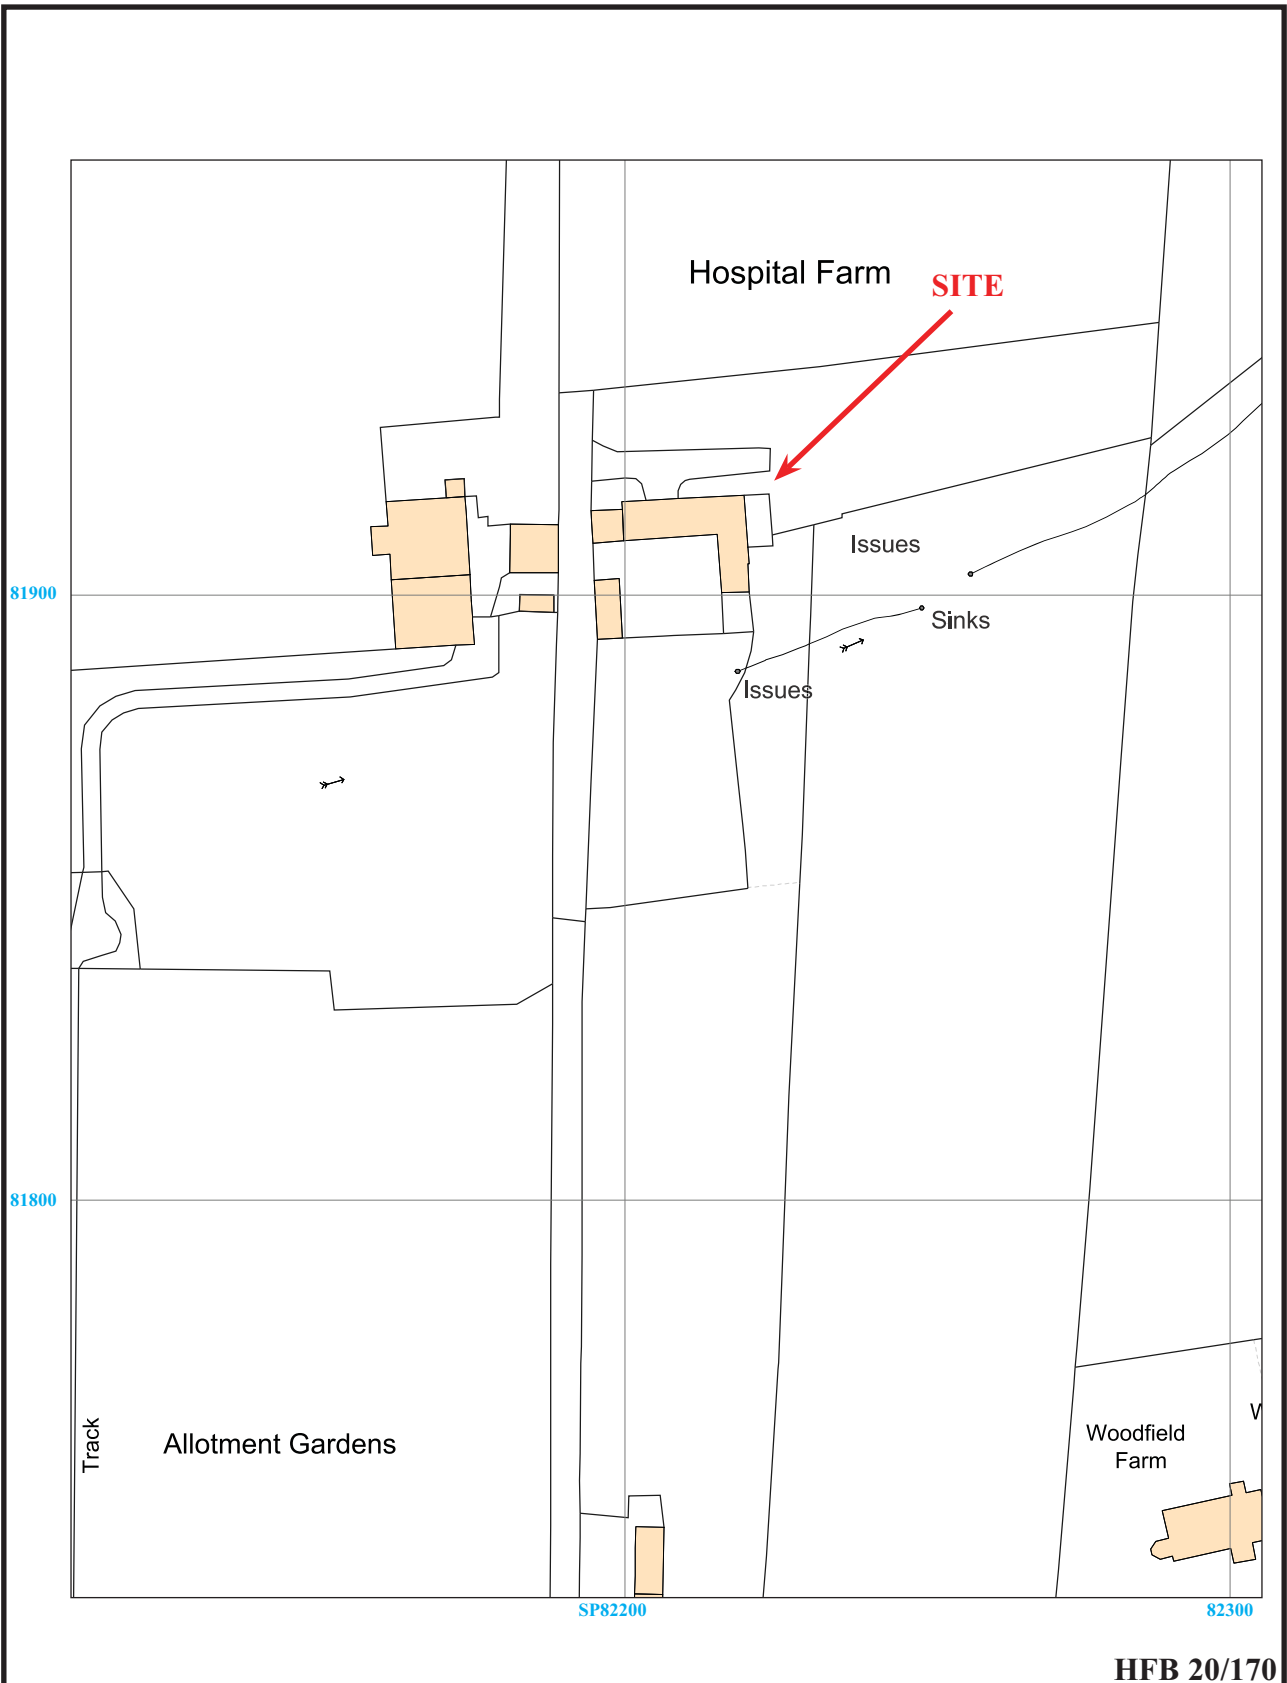 Hospital Farm
SITE
Issues
81900
Sinks
Issues
81800
Track
Allotment Gardens
W
Woodfield
Farm
SP82200
82300
HFB 20/170